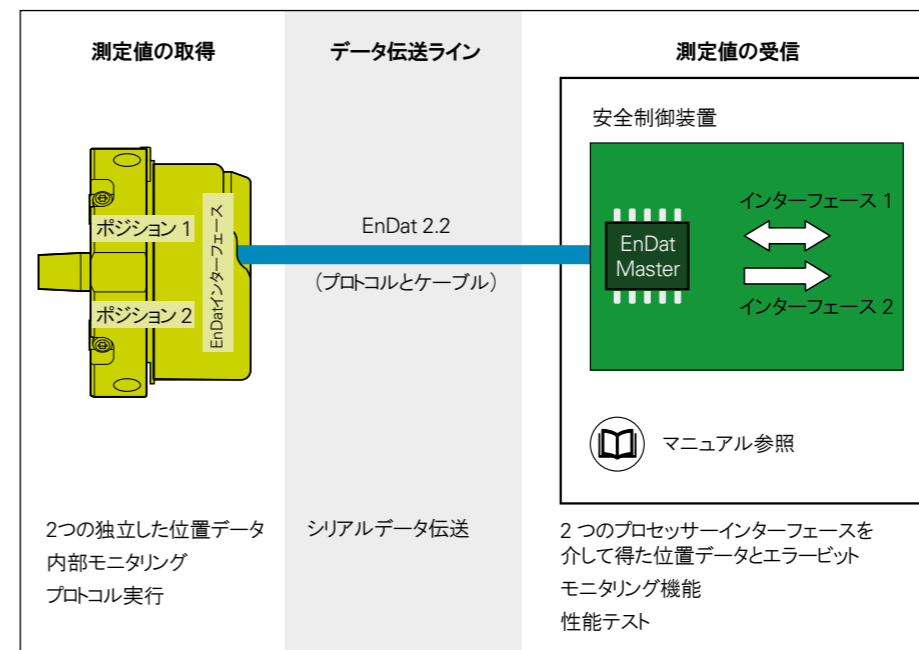 測定値の取得
データ伝送ライン
測定値の受信
安全制御装置
ポジション 1
ポジション 2
EnDatインターフェース
EnDat 2.2
(プロトコルとケーブル)
EnDat
Master
インターフェース 1
インターフェース 2
マニュアル参照
2つの独立した位置データ
内部モニタリング
プロトコル実行
シリアルデータ伝送
2 つのプロセッサーインターフェースを
介して得た位置データとエラービット
モニタリング機能
性能テスト